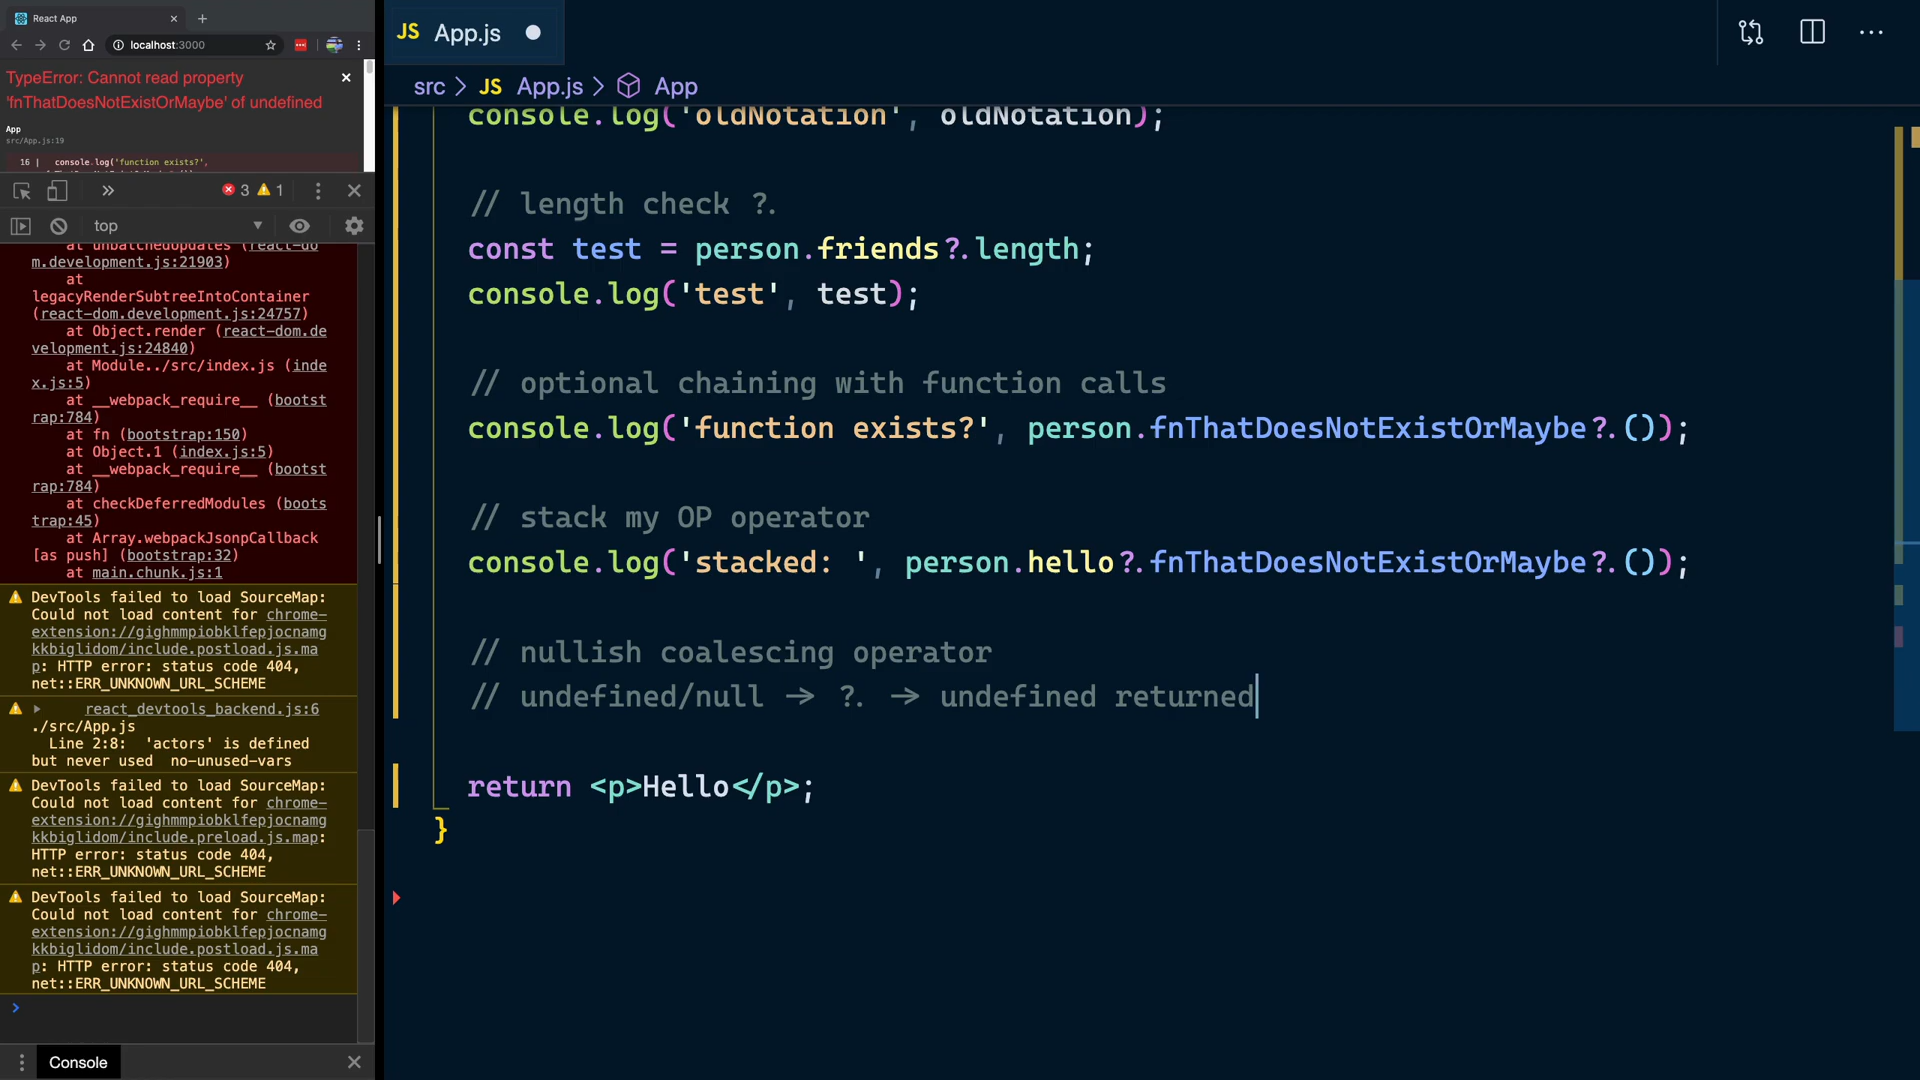 React App
localhost:3000
TypeError: Cannot read property
'fnThatDoesNotExistOrMaybe' of undefined
App
src/App.js:19
16 | console.log('function exists?',
3 1
top
m.development.js:21903)
at
legacyRenderSubtreeIntoContainer
(react-dom.development.js:24757)
at Object.render (react-dom.de
velopment.js:24840)
at Module../src/index.js (inde
x.js:5)
at __webpack_require__ (bootst
rap:784)
at fn (bootstrap:150)
at Object.1 (index.js:5)
at __webpack_require__ (bootst
rap:784)
at checkDeferredModules (boots
trap:45)
at Array.webpackJsonpCallback
[as push] (bootstrap:32)
at main.chunk.js:1
DevTools failed to load SourceMap:
Could not load content for chrome-
extension://gighmmpiobklfepjocnamg
kkbiglidom/include.postload.js.ma
p: HTTP error: status code 404,
net::ERR_UNKNOWN_URL_SCHEME
react_devtools_backend.js:6
./src/App.js
Line 2:8: 'actors' is defined
but never used no-unused-vars
DevTools failed to load SourceMap:
Could not load content for chrome-
extension://gighmmpiobklfepjocnamg
kkbiglidom/include.preload.js.map:
HTTP error: status code 404,
net::ERR_UNKNOWN_URL_SCHEME
DevTools failed to load SourceMap:
Could not load content for chrome-
extension://gighmmpiobklfepjocnamg
kkbiglidom/include.postload.js.ma
p: HTTP error: status code 404,
net::ERR_UNKNOWN_URL_SCHEME
Console
JS App.js
src > JS App.js > App
console.log('oldNotation', oldNotation);
// length check ?.
const test = person.friends?.length;
console.log('test', test);
// optional chaining with function calls
console.log('function exists?', person.fnThatDoesNotExistOrMaybe?.());
// stack my OP operator
console.log('stacked: ', person.hello?.fnThatDoesNotExistOrMaybe?.());
// nullish coalescing operator
// undefined/null -> ?. -> undefined returned
return <p>Hello</p>;
}